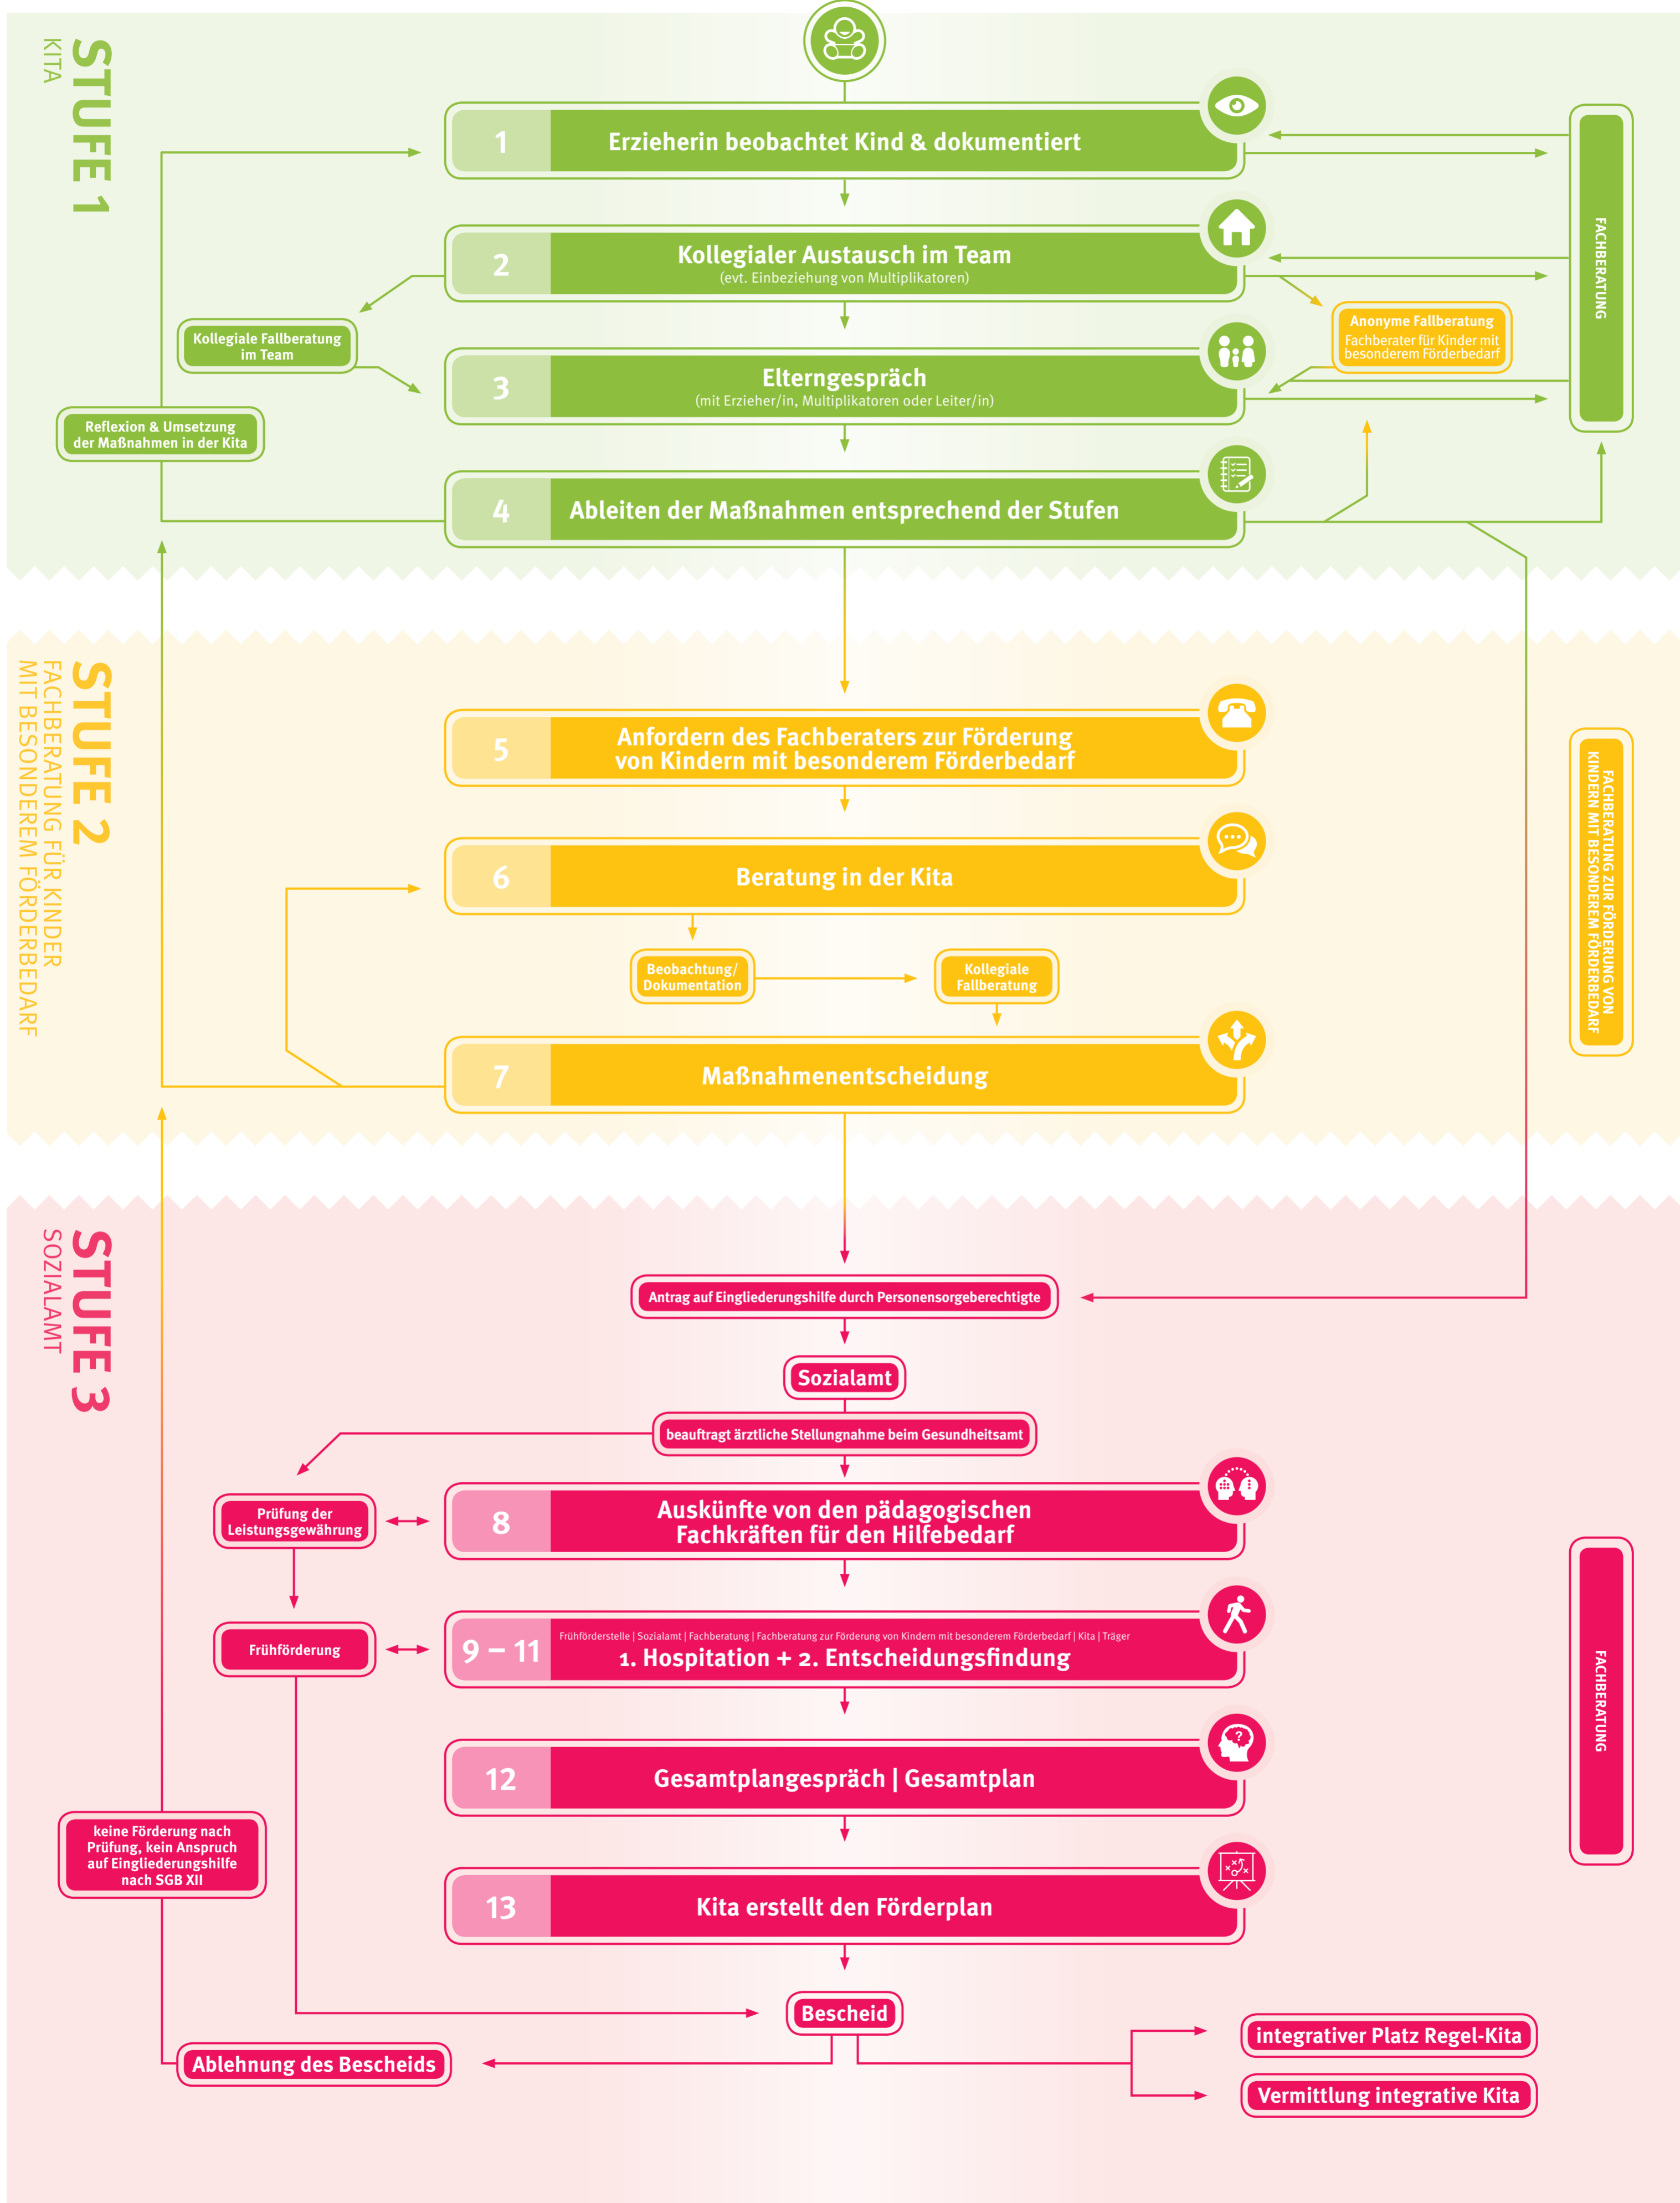 STUFE 1
KITA
1
Erzieherin beobachtet Kind & dokumentiert
2
Kollegialer Austausch im Team
(evt. Einbeziehung von Multiplikatoren)
FACHBERATUNG
Kollegiale Fallberatung
im Team
Anonyme Fallberatung
Fachberater für Kinder mit
besonderem Förderbedarf
3
Elterngespräch
(mit Erzieher/in, Multiplikatoren oder Leiter/in)
Reflexion & Umsetzung
der Maßnahmen in der Kita
4
Ableiten der Maßnahmen entsprechend der Stufen
STUFE 2
FACHBERATUNG FÜR KINDER
MIT BESONDEREM FÖRDERBEDARF
5
Anfordern des Fachberaters zur Förderung
von Kindern mit besonderem Förderbedarf
FACHBERATUNG ZUR FÖRDERUNG VON
KINDERN MIT BESONDEREM FÖRDERBEDARF
6
Beratung in der Kita
Beobachtung/
Dokumentation
Kollegiale
Fallberatung
7
Maßnahmenentscheidung
STUFE 3
SOZIALAMT
Antrag auf Eingliederungshilfe durch Personensorgeberechtigte
Sozialamt
beauftragt ärztliche Stellungnahme beim Gesundheitsamt
Prüfung der
Leistungsgewährung
8
Auskünfte von den pädagogischen
Fachkräften für den Hilfebedarf
Frühförderung
9 – 11
Frühförderstelle | Sozialamt | Fachberatung | Fachberatung zur Förderung von Kindern mit besonderem Förderbedarf | Kita | Träger
1. Hospitation + 2. Entscheidungsfindung
FACHBERATUNG
12
Gesamtplangespräch | Gesamtplan
keine Förderung nach
Prüfung, kein Anspruch
auf Eingliederungshilfe
nach SGB XII
13
Kita erstellt den Förderplan
Bescheid
Ablehnung des Bescheids
integrativer Platz Regel-Kita
Vermittlung integrative Kita